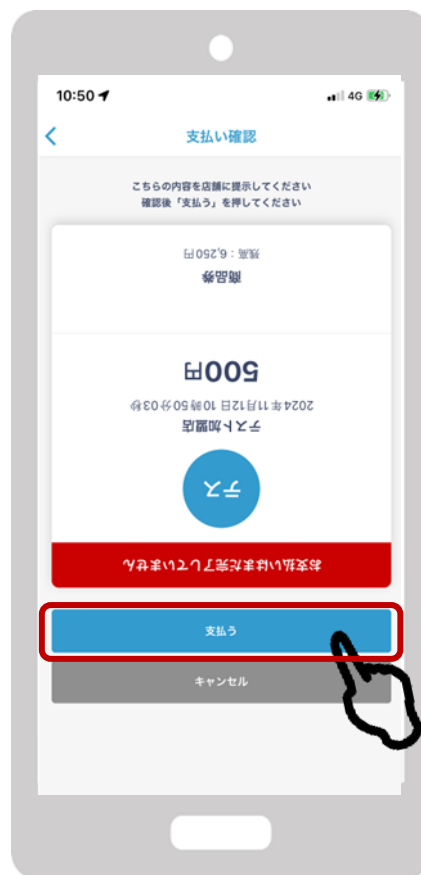 10:50
4G
支払い確認
こちらの内容を店舗に提示してください
確認後「支払う」を押してください
お支払いはまだ完了していません
テス
テスト加盟店
2024年11月12日 10時50分03秒
500円
商品券
残高：6,250円
支払う
キャンセル